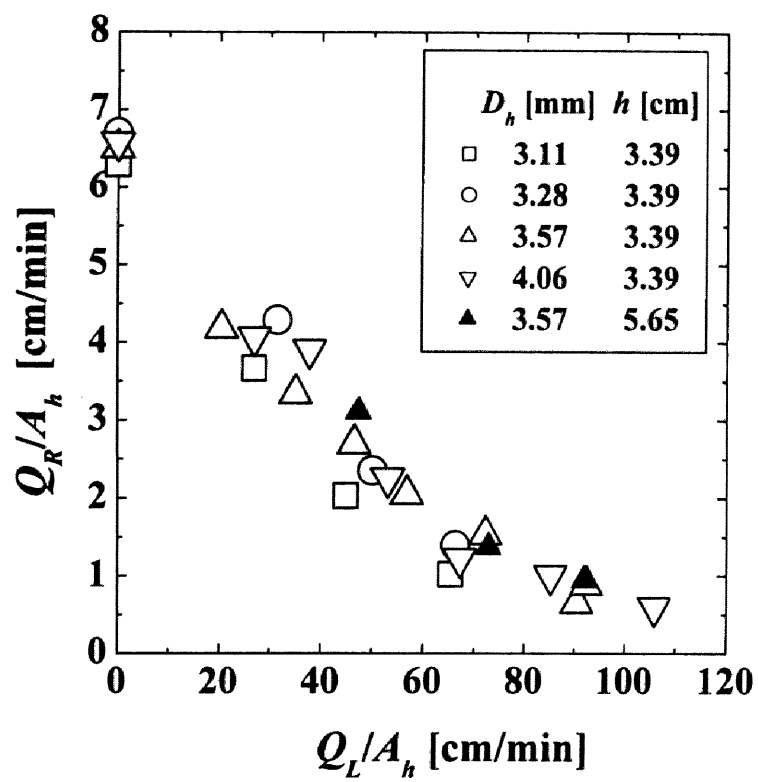 8
7
6
5
4
3
2
1
0
Q_R/A_h [cm/min]
D_h [mm] h [cm]
□ 3.11 3.39
○ 3.28 3.39
△ 3.57 3.39
▽ 4.06 3.39
▲ 3.57 5.65
0 20 40 60 80 100 120
Q_L/A_h [cm/min]